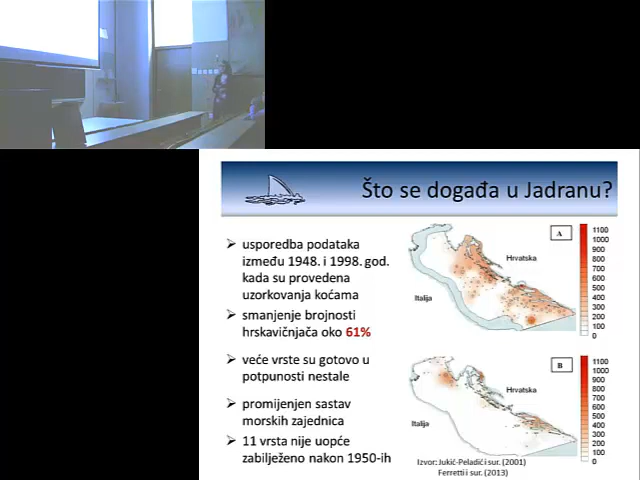 Što se događa u Jadranu?
usporedba podataka
između 1948. i 1998. god.
kada su provedena
uzorkovanja koćama
smanjenje brojnosti
hrskavičnjača oko 61%
veće vrste su gotovo u
potpunosti nestale
promijenjen sastav
morskih zajednica
11 vrsta nije uopće
zabilježeno nakon 1950-ih
A
Hrvatska
Italija
1100
1000
900
800
700
600
500
400
300
200
100
0
B
Hrvatska
Italija
1100
1000
900
800
700
600
500
400
300
200
100
0
Izvor: Jukić-Peladić i sur. (2001)
Ferretti i sur. (2013)